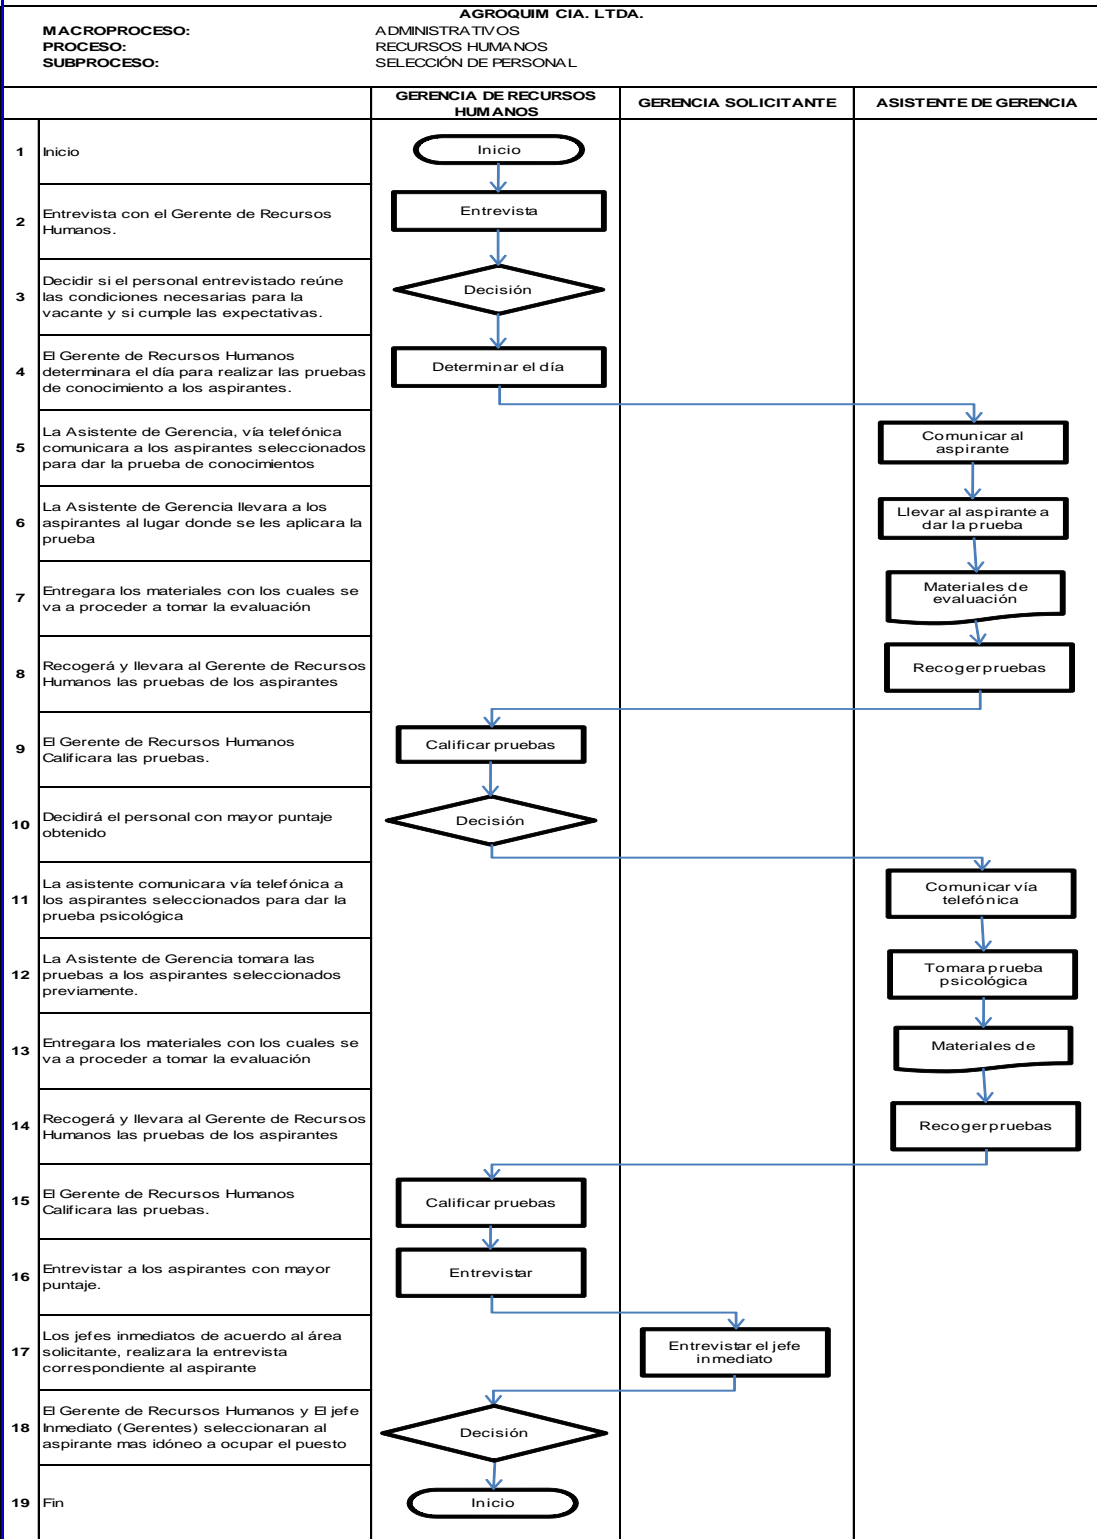 AGROQUIM CIA. LTDA.
MACROPROCESO: ADMINISTRATIVOS
PROCESO: RECURSOS HUMANOS
SUBPROCESO: SELECCIÓN DE PERSONAL
GERENCIA DE RECURSOS
HUMANOS
GERENCIA SOLICITANTE
ASISTENTE DE GERENCIA
1
Inicio
Inicio
2
Entrevista con el Gerente de Recursos
Humanos.
Entrevista
3
Decidir si el personal entrevistado reúne
las condiciones necesarias para la
vacante y si cumple las expectativas.
Decisión
4
El Gerente de Recursos Humanos
determinara el día para realizar las pruebas
de conocimiento a los aspirantes.
Determinar el día
5
La Asistente de Gerencia, vía telefónica
comunicara a los aspirantes seleccionados
para dar la prueba de conocimientos
Comunicar al
aspirante
6
La Asistente de Gerencia llevara a los
aspirantes al lugar donde se les aplicara la
prueba
Llevar al aspirante a
dar la prueba
7
Entregara los materiales con los cuales se
va a proceder a tomar la evaluación
Materiales de
evaluación
8
Recogerá y llevara al Gerente de Recursos
Humanos las pruebas de los aspirantes
Recoger pruebas
9
El Gerente de Recursos Humanos
Calificara las pruebas.
Calificar pruebas
10
Decidirá el personal con mayor puntaje
obtenido
Decisión
11
La asistente comunicara vía telefónica a
los aspirantes seleccionados para dar la
prueba psicológica
Comunicar vía
telefónica
12
La Asistente de Gerencia tomara las
pruebas a los aspirantes seleccionados
previamente.
Tomara prueba
psicológica
13
Entregara los materiales con los cuales se
va a proceder a tomar la evaluación
Materiales de
14
Recogerá y llevara al Gerente de Recursos
Humanos las pruebas de los aspirantes
Recoger pruebas
15
El Gerente de Recursos Humanos
Calificara las pruebas.
Calificar pruebas
16
Entrevistar a los aspirantes con mayor
puntaje.
Entrevistar
17
Los jefes inmediatos de acuerdo al área
solicitante, realizara la entrevista
correspondiente al aspirante
Entrevistar el jefe
inmediato
18
El Gerente de Recursos Humanos y El jefe
Inmediato (Gerentes) seleccionaran al
aspirante mas idóneo a ocupar el puesto
Decisión
19
Fin
Inicio